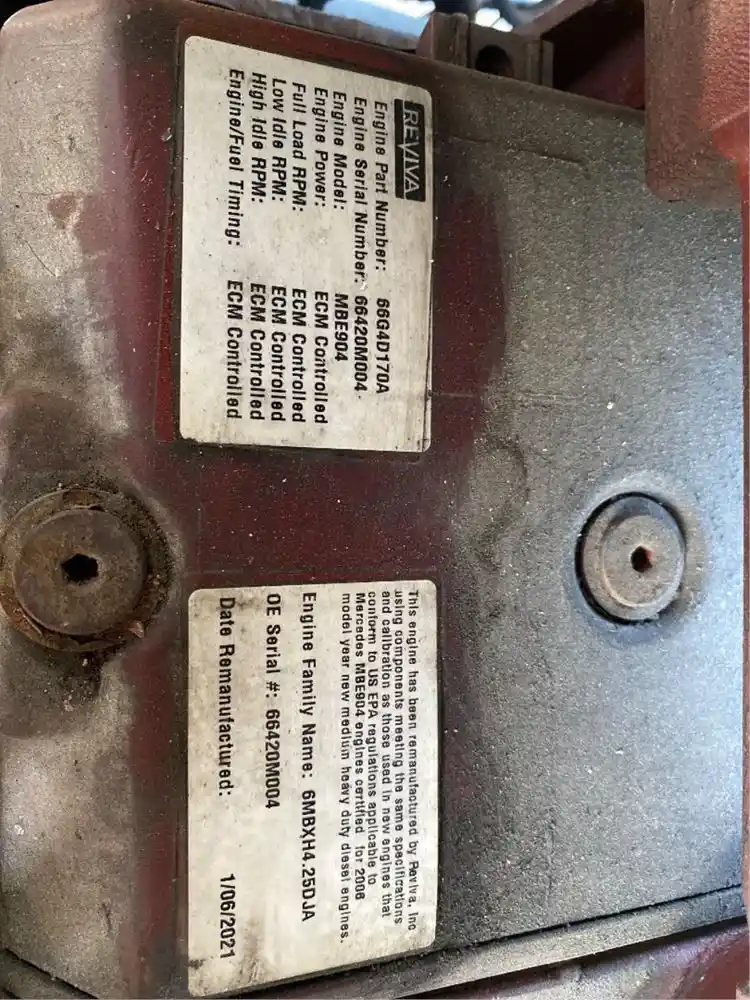 REVIVA
Engine Part Number: 66G4D170A
Engine Serial Number: 66420M004
Engine Model: MBE904
Engine Power: ECM Controlled
Full Load RPM: ECM Controlled
Low Idle RPM: ECM Controlled
High Idle RPM: ECM Controlled
Engine/Fuel Timing: ECM Controlled
This engine has been remanufactured by Reviva, Inc
using components meeting the same specifications
and calibration as those used in new engines that
conform to US EPA regulations applicable to
Mercedes MBE904 engines certified for 2006
model year new medium heavy duty diesel engines.
Engine Family Name: 6MBXH4.25DJA
OE Serial #: 66420M004
Date Remanufactured: 1/06/2021